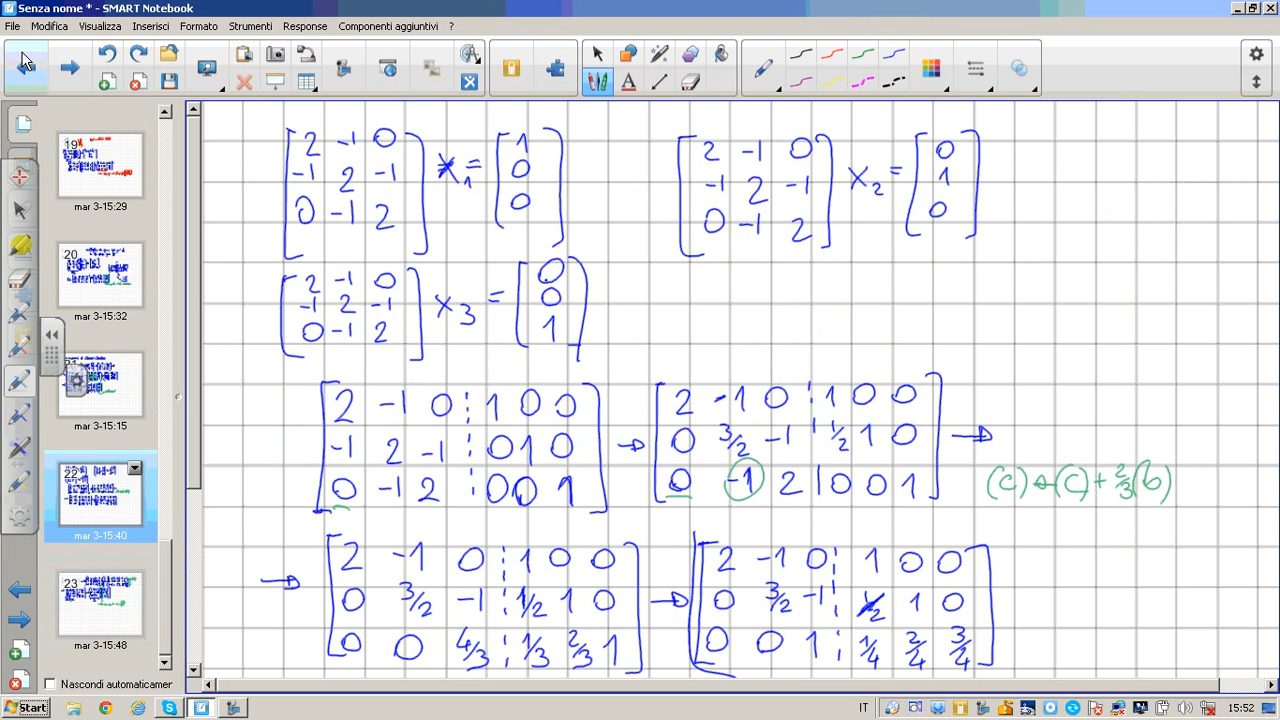 Senza nome * - SMART Notebook
File Modifica Visualizza Inserisci Formato Strumenti Response Componenti aggiuntivi ?
19
mar 3-15:29
20
mar 3-15:32
21
mar 3-15:15
22
mar 3-15:40
23
mar 3-15:48
Nascondi automaticamer
[2 -1 0] [1] [2 -1 0] [0]
[-1 2 -1] x₁ = [0] [-1 2 -1] x₂ = [1]
[0 -1 2] [0] [0 -1 2] [0]
[2 -1 0] [0]
[-1 2 -1] x₃ = [0]
[0 -1 2] [1]
[2 -1 0 ¦ 1 0 0] [2 -1 0 ¦ 1 0 0]
[-1 2 -1 ¦ 0 1 0] → [0 3/2 -1 ¦ 1/2 1 0] →
[0 -1 2 ¦ 0 0 1] [0 -1 2 | 0 0 1] (c) ← (c) + 2/3 (b)
[2 -1 0 ¦ 1 0 0] [2 -1 0 ¦ 1 0 0]
→ [0 3/2 -1 ¦ 1/2 1 0] → [0 3/2 -1 ¦ 1/2 1 0]
[0 0 4/3 ¦ 1/3 2/3 1] [0 0 1 ¦ 1/4 2/4 3/4]
Start IT 15:52